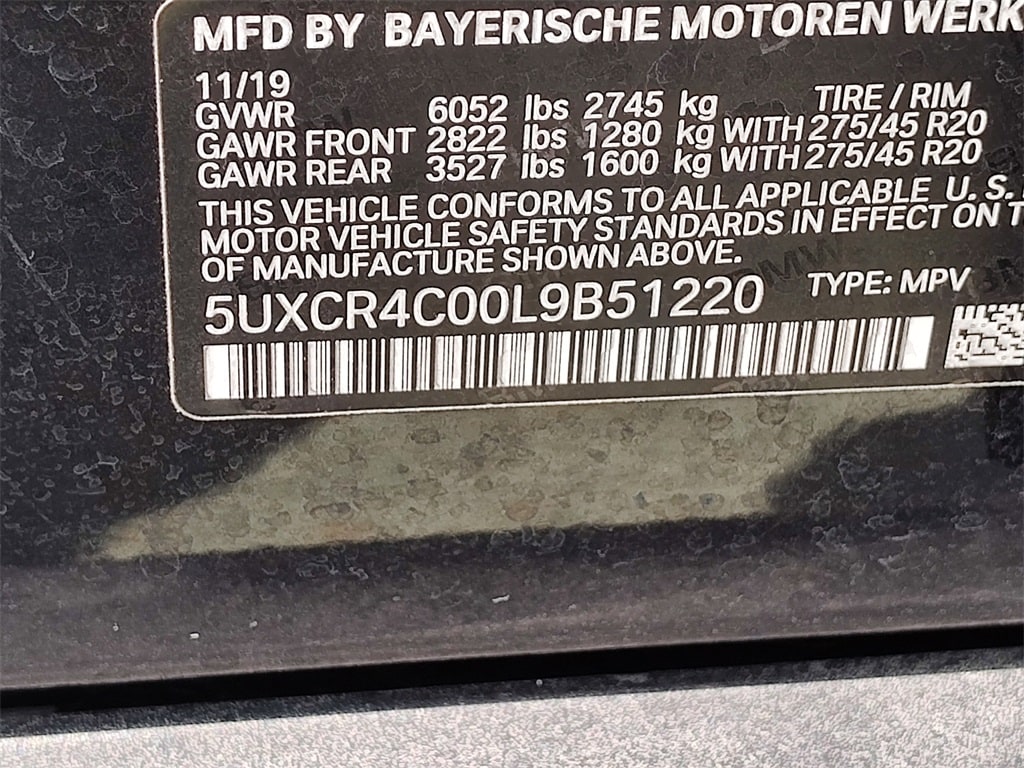 MFD BY BAYERISCHE MOTOREN WERK
11/19
GVWR 6052 lbs 2745 kg TIRE / RIM
GAWR FRONT 2822 lbs 1280 kg WITH 275/45 R20
GAWR REAR 3527 lbs 1600 kg WITH 275/45 R20
THIS VEHICLE CONFORMS TO ALL APPLICABLE U.S.
MOTOR VEHICLE SAFETY STANDARDS IN EFFECT ON T
OF MANUFACTURE SHOWN ABOVE.
5UXCR4C00L9B51220 TYPE: MPV